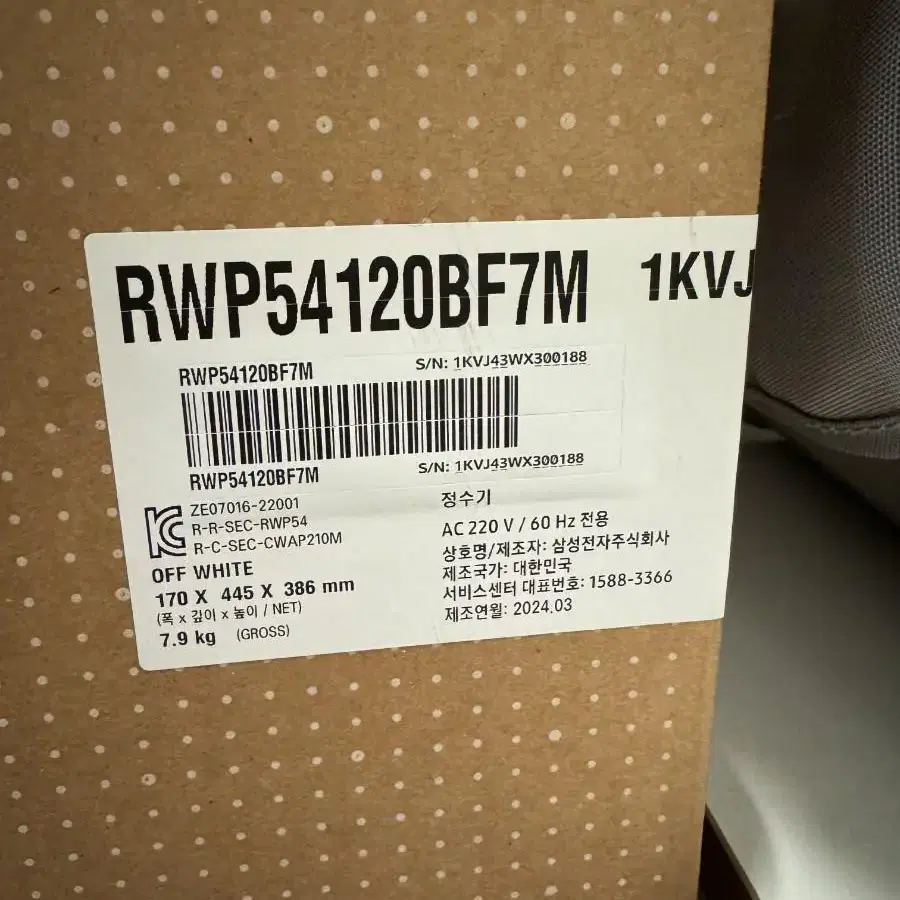 RWP54120BF7M 1KVJ
RWP54120BF7M S/N: 1KVJ43WX300188
RWP54120BF7M S/N: 1KVJ43WX300188
ZE07016-22001
R-R-SEC-RWP54
R-C-SEC-CWAP210M
OFF WHITE
170 X 445 X 386 mm
(폭 x 깊이 x 높이 / NET)
7.9 kg (GROSS)
정수기
AC 220 V / 60 Hz 전용
상호명/제조자: 삼성전자주식회사
제조국가: 대한민국
서비스센터 대표번호: 1588-3366
제조연월: 2024.03